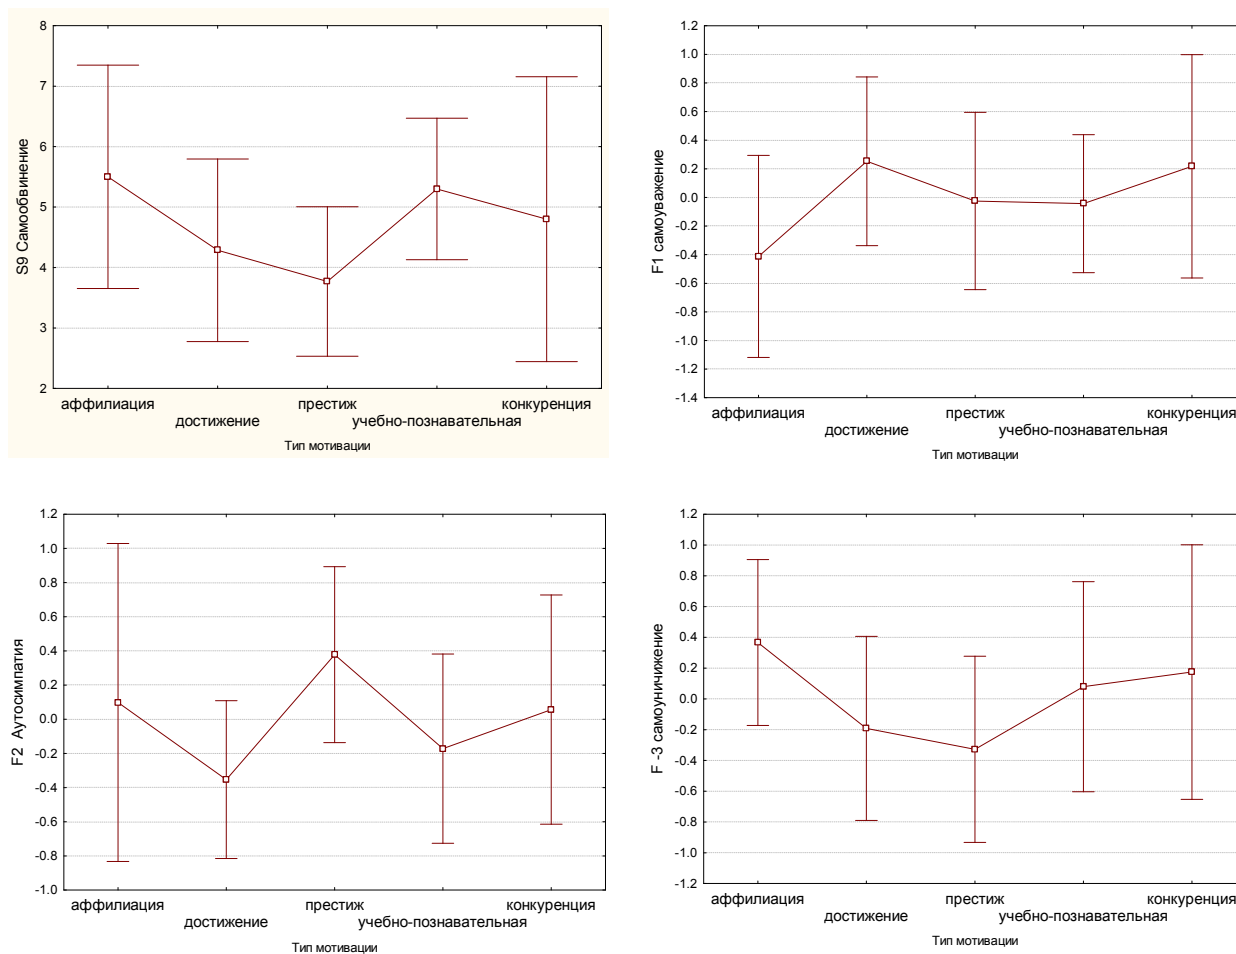 8
7
6
5
4
3
2
S9 Самообвинение
аффилиация
престиж
конкуренция
достижение
учебно-познавательная
Тип мотивации
1.2
1.0
0.8
0.6
0.4
0.2
0.0
-0.2
-0.4
-0.6
-0.8
-1.0
-1.2
-1.4
F1 самоуважение
аффилиация
престиж
конкуренция
достижение
учебно-познавательная
Тип мотивации
1.2
1.0
0.8
0.6
0.4
0.2
0.0
-0.2
-0.4
-0.6
-0.8
-1.0
F2 Аутосимпатия
аффилиация
престиж
конкуренция
достижение
учебно-познавательная
Тип мотивации
1.2
1.0
0.8
0.6
0.4
0.2
0.0
-0.2
-0.4
-0.6
-0.8
-1.0
-1.2
F -3 самоуничижение
аффилиация
престиж
конкуренция
достижение
учебно-познавательная
Тип мотивации